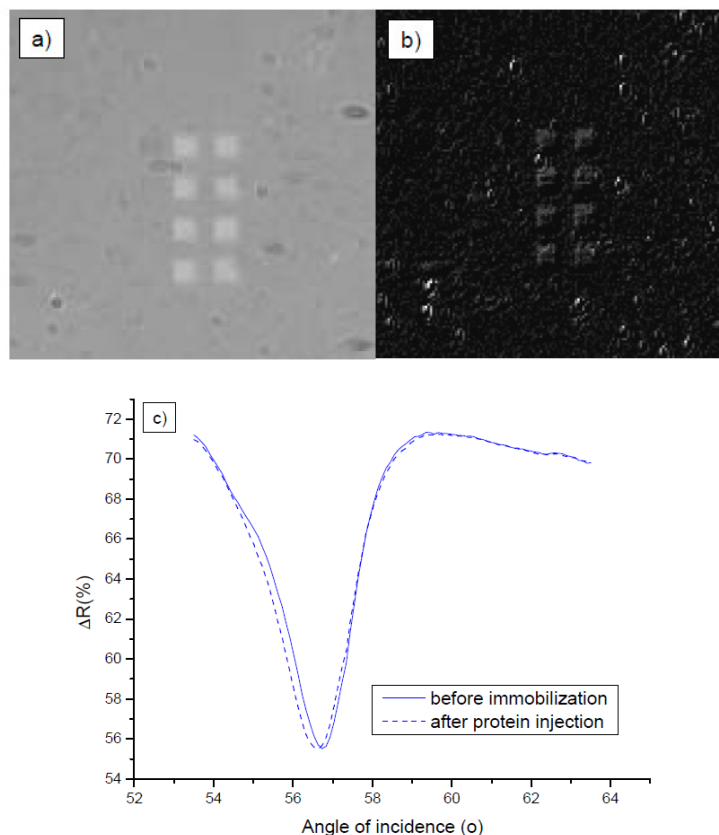 a)
b)
c)
72
70
68
66
64
62
60
58
56
54
ΔR(%)
before immobilization
after protein injection
52 54 56 58 60 62 64
Angle of incidence (o)